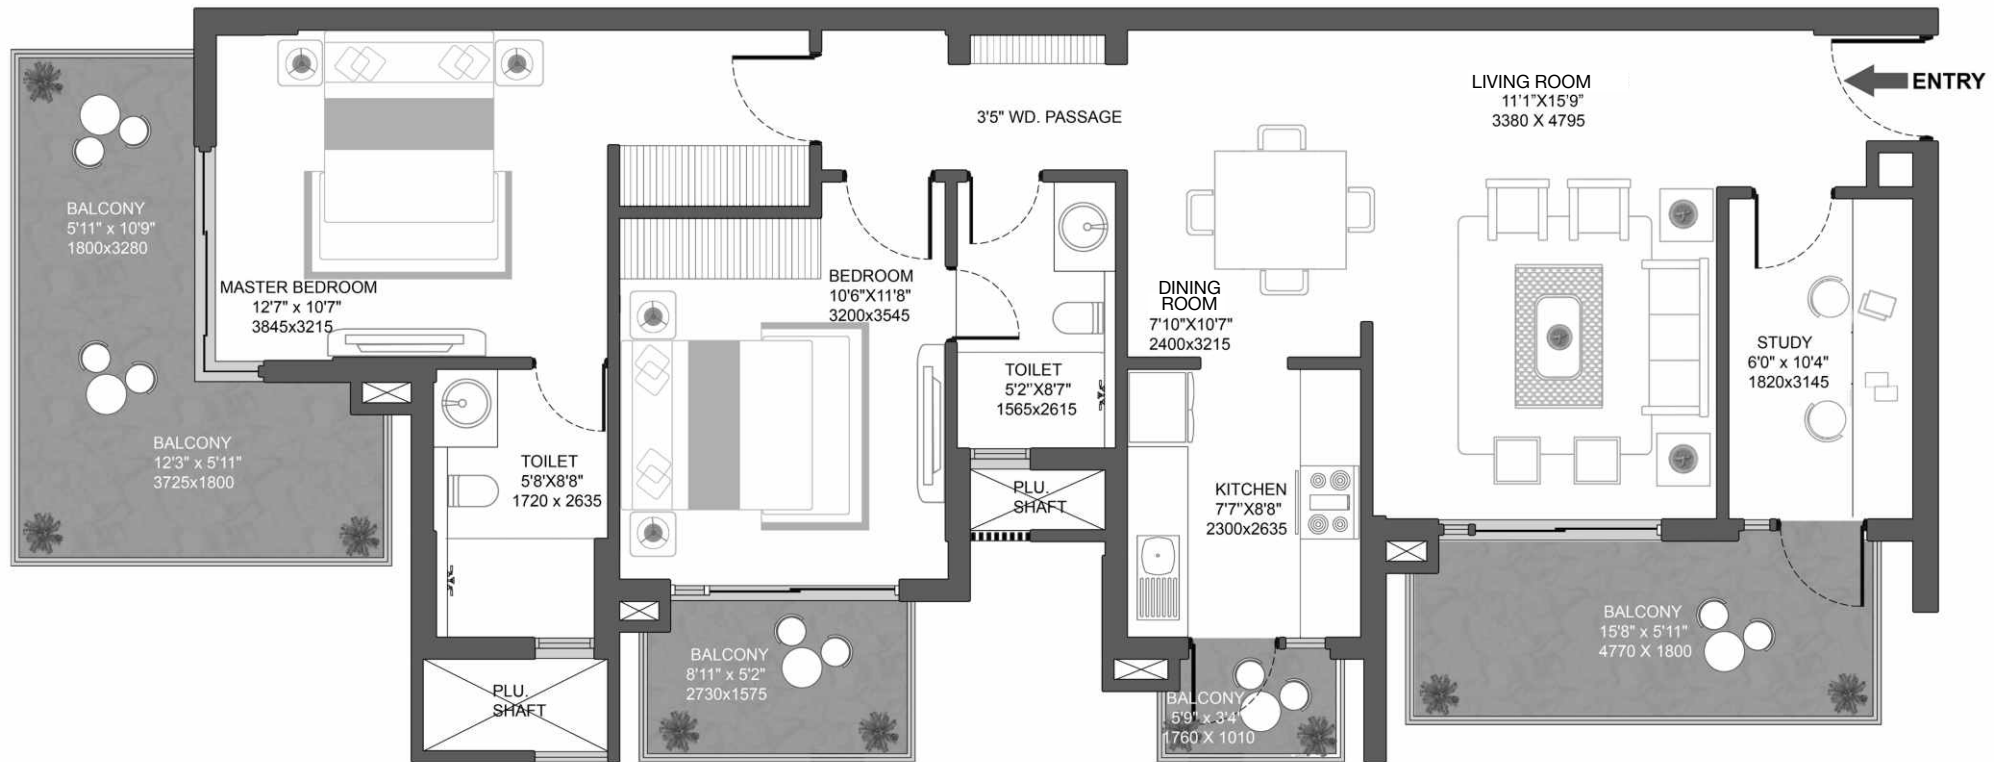 LIVING ROOM
11'1"X15'9"
3380 X 4795
ENTRY
3'5" WD. PASSAGE
BALCONY
5'11" x 10'9"
1800x3280
MASTER BEDROOM
12'7" x 10'7"
3845x3215
BEDROOM
10'6"X11'8"
3200x3545
DINING
ROOM
7'10"X10'7"
2400x3215
STUDY
6'0" x 10'4"
1820x3145
TOILET
5'2"X8'7"
1565x2615
BALCONY
12'3" x 5'11"
3725x1800
TOILET
5'8'X8'8"
1720 x 2635
PLU.
SHAFT
KITCHEN
7'7"X8'8"
2300x2635
BALCONY
15'8" x 5'11"
4770 X 1800
BALCONY
8'11" x 5'2"
2730x1575
PLU.
SHAFT
BALCONY
5'9" x 3'4"
1760 X 1010